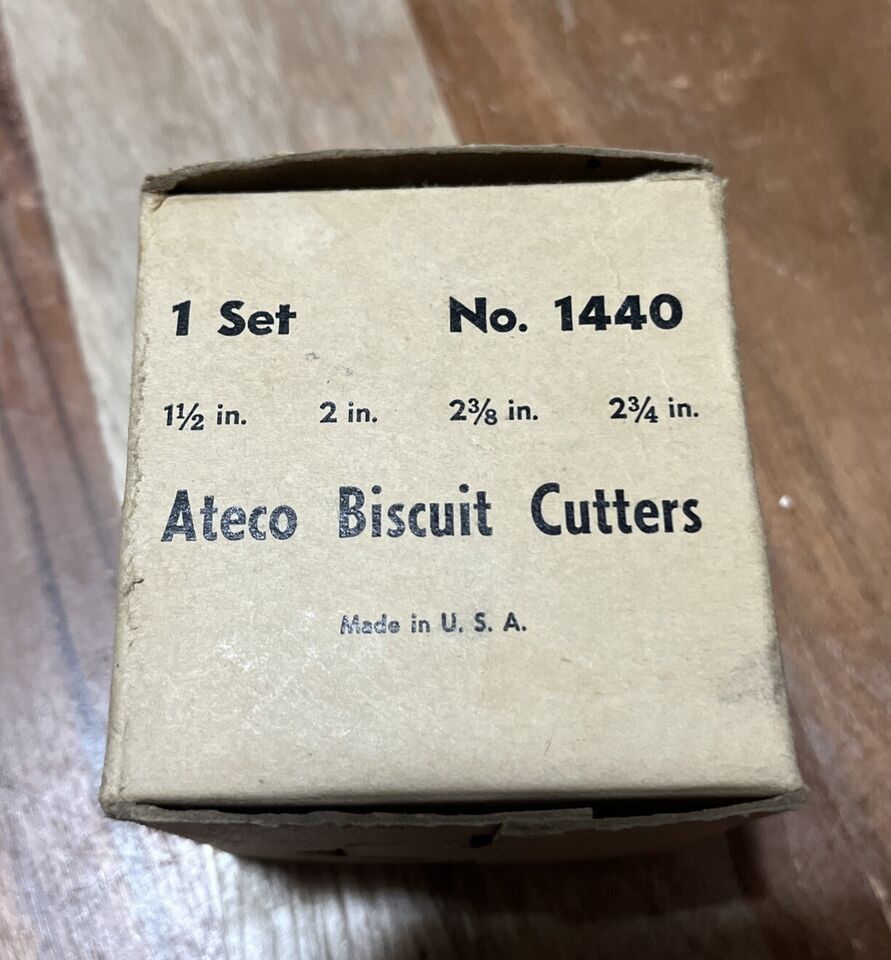 1 Set No. 1440
1½ in. 2 in. 2⅜ in. 2¾ in.
Ateco Biscuit Cutters
Made in U. S. A.